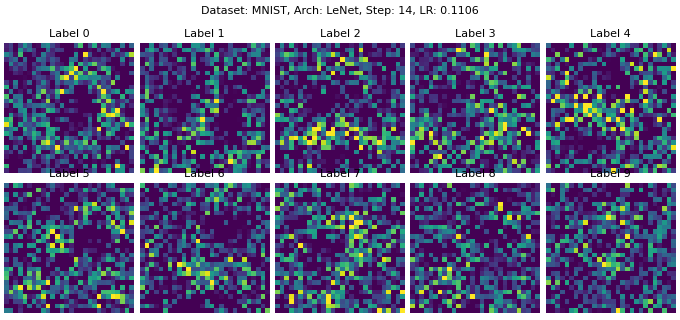 Dataset: MNIST, Arch: LeNet, Step: 14, LR: 0.1106
Label 0 Label 1 Label 2 Label 3 Label 4
Label 5 Label 6 Label 7 Label 8 Label 9